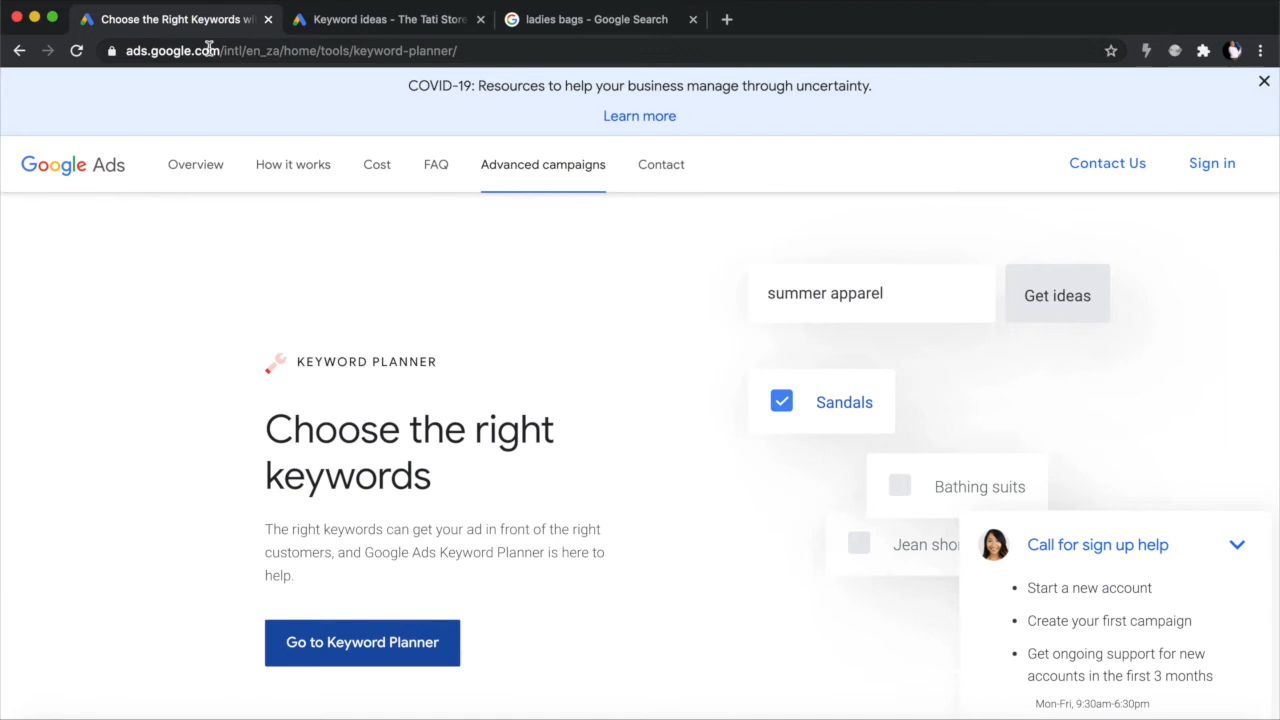 Choose the Right Keywords wi
Keyword ideas - The Tati Store
ladies bags - Google Search
ads.google.com/intl/en_za/home/tools/keyword-planner/
COVID-19: Resources to help your business manage through uncertainty.
Learn more
Google Ads
Overview
How it works
Cost
FAQ
Advanced campaigns
Contact
Contact Us
Sign in
summer apparel
Get ideas
KEYWORD PLANNER
Sandals
Choose the right
keywords
Bathing suits
The right keywords can get your ad in front of the right
customers, and Google Ads Keyword Planner is here to
help.
Jean sho
Call for sign up help
• Start a new account
• Create your first campaign
• Get ongoing support for new
accounts in the first 3 months
Go to Keyword Planner
Mon-Fri, 9:30am-6:30pm